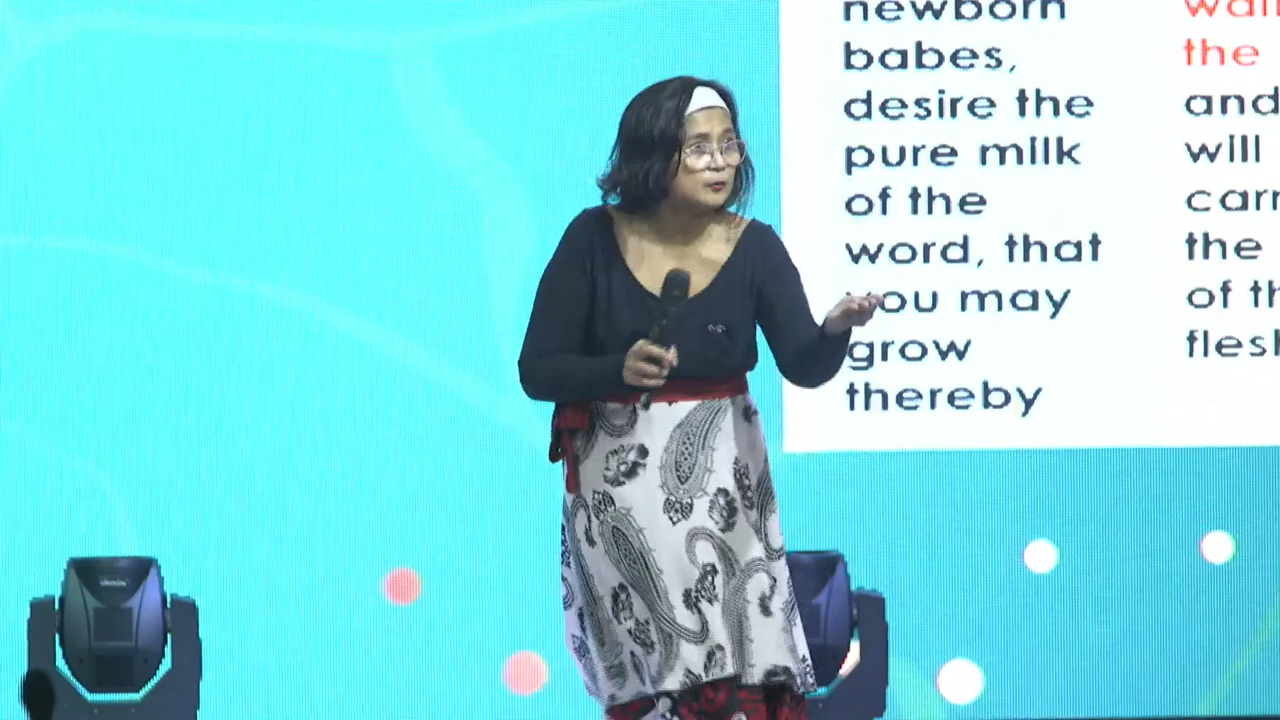 newborn
babes,
desire the
pure milk
of the
word, that
you may
grow
thereby
the
and
will
the